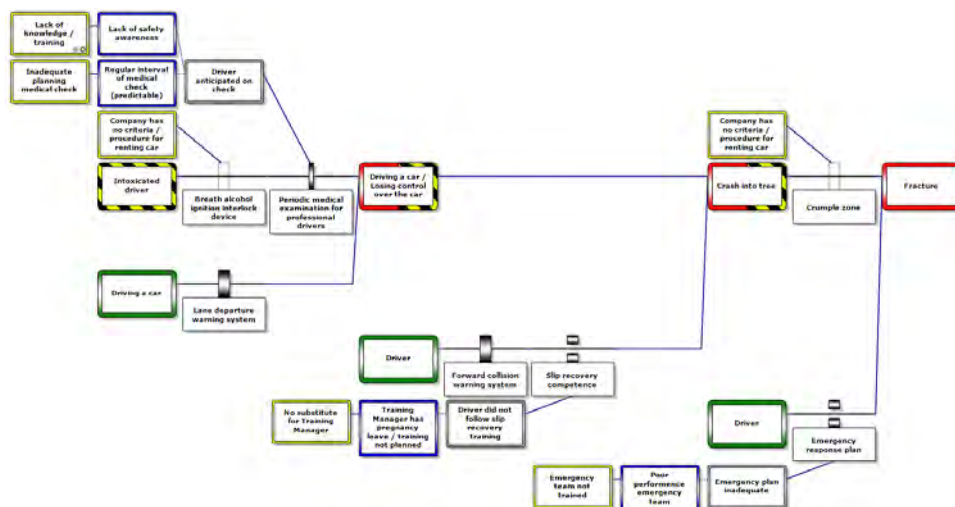 Lack of
knowledge /
training
Lack of safety
awareness
Inadequate
planning
medical check
Regular interval
of medical
check
(predictable)
Driver
anticipated on
check
Company has
no criteria /
procedure for
renting car
Company has
no criteria /
procedure for
renting car
Intoxicated
driver
Breath alcohol
ignition interlock
device
Periodic medical
examination for
professional
drivers
Driving a car /
Losing control
over the car
Crash into tree
Crumple zone
Fracture
Driving a car
Lane departure
warning system
Driver
Forward collision
warning system
Slip recovery
competence
No substitute
for Training
Manager
Training
Manager has
pregnancy
leave / training
not planned
Driver did not
follow slip
recovery
training
Driver
Emergency
response plan
Emergency
team not
trained
Poor
performence
emergency
team
Emergency plan
inadequate